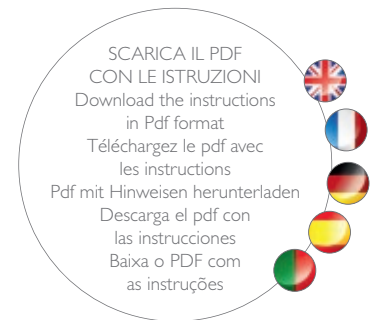 SCARICA IL PDF
CON LE ISTRUZIONI
Download the instructions
in Pdf format
Téléchargez le pdf avec
les instructions
Pdf mit Hinweisen herunterladen
Descarga el pdf con
las instrucciones
Baixa o PDF com
as instruções